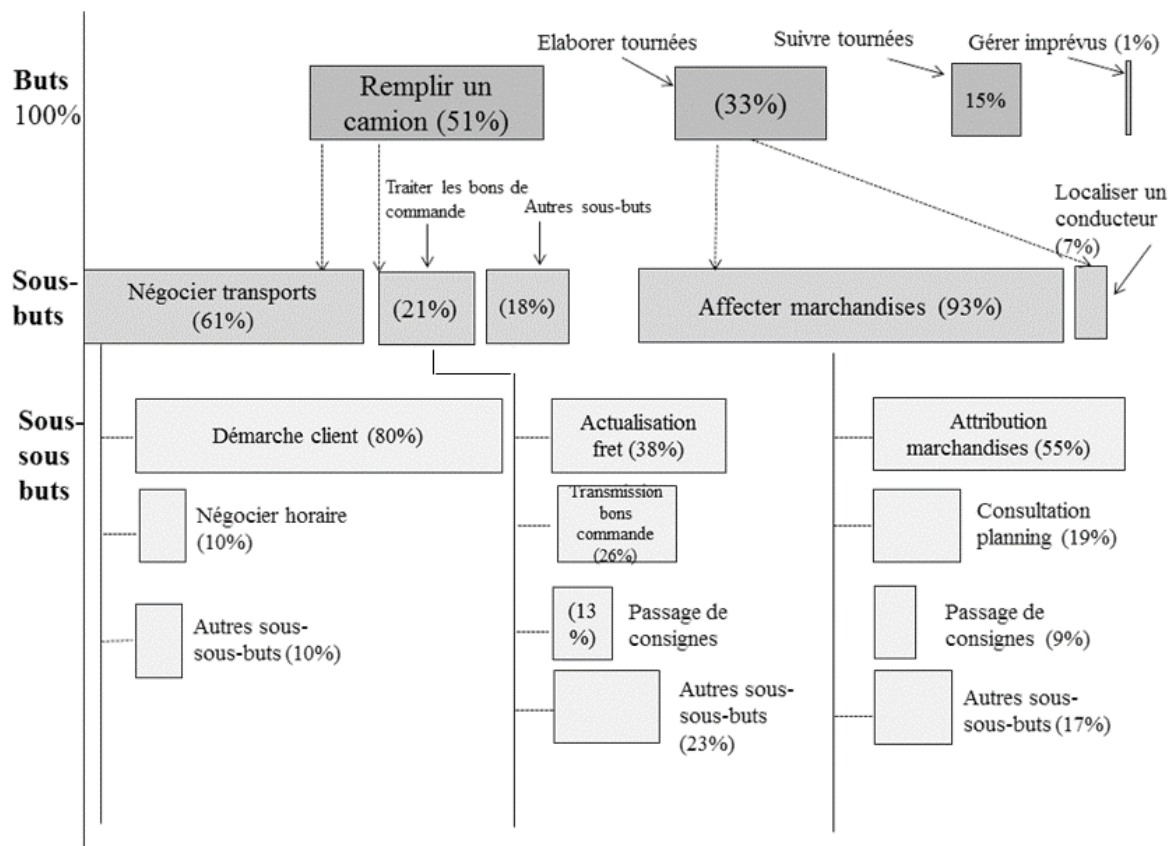 Elaborer tournées
Suivre tournées
Gérer imprévus (1%)
Buts
100%
Remplir un
camion (51%)
(33%)
15%
Traiter les bons de
commande
Autres sous-buts
Localiser un
conducteur
(7%)
Sous-
buts
Négocier transports
(61%)
(21%)
(18%)
Affecter marchandises (93%)
Sous-
sous
buts
Démarche client (80%)
Actualisation
fret (38%)
Attribution
marchandises (55%)
Négocier horaire
(10%)
Transmission
bons
commande
(26%)
Consultation
planning (19%)
Autres sous-
sous-buts (10%)
(13
%)
Passage de
consignes
Passage de
consignes (9%)
Autres sous-
sous-buts
(23%)
Autres sous-
sous-buts (17%)